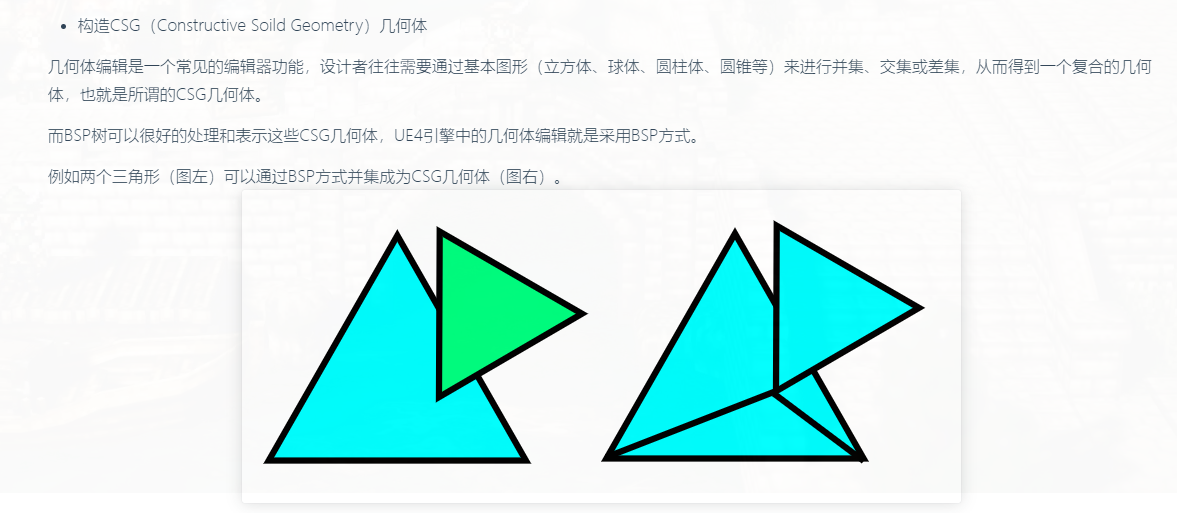 • 构造CSG（Constructive Soild Geometry）几何体
几何体编辑是一个常见的编辑器功能，设计者往往需要通过基本图形（立方体、球体、圆柱体、圆锥等）来进行并集、交集或差集，从而得到一个复合的几何
体，也就是所谓的CSG几何体。
而BSP树可以很好的处理和表示这些CSG几何体，UE4引擎中的几何体编辑就是采用BSP方式。
例如两个三角形（图左）可以通过BSP方式并集成为CSG几何体（图右）。